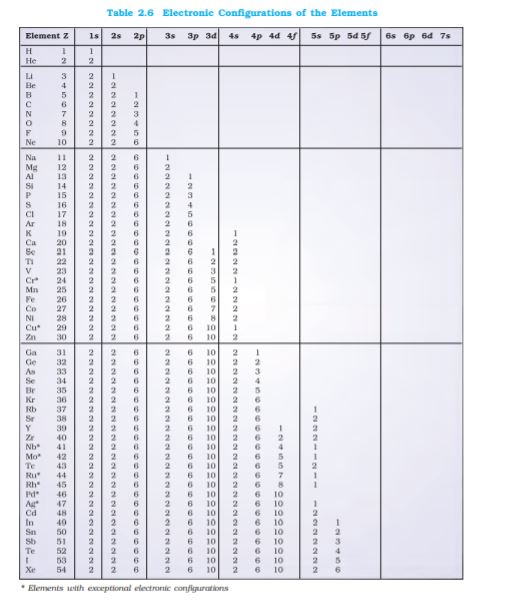 Table 2.6 Electronic Configurations of the Elements
Element Z 1s 2s 2p 3s 3p 3d 4s 4p 4d 4f 5s 5p 5d 5f 6s 6p 6d 7s
H 1 1
He 2 2
Li 3 2 1
Be 4 2 2
B 5 2 2 1
C 6 2 2 2
N 7 2 2 3
O 8 2 2 4
F 9 2 2 5
Ne 10 2 2 6
Na 11 2 2 6 1
Mg 12 2 2 6 2
Al 13 2 2 6 2 1
Si 14 2 2 6 2 2
P 15 2 2 6 2 3
S 16 2 2 6 2 4
Cl 17 2 2 6 2 5
Ar 18 2 2 6 2 6
K 19 2 2 6 2 6 1
Ca 20 2 2 6 2 6 2
Sc 21 2 2 6 2 6 1 2
Ti 22 2 2 6 2 6 2 2
V 23 2 2 6 2 6 3 2
Cr* 24 2 2 6 2 6 5 1
Mn 25 2 2 6 2 6 5 2
Fe 26 2 2 6 2 6 6 2
Co 27 2 2 6 2 6 7 2
Ni 28 2 2 6 2 6 8 2
Cu* 29 2 2 6 2 6 10 1
Zn 30 2 2 6 2 6 10 2
Ga 31 2 2 6 2 6 10 2 1
Ge 32 2 2 6 2 6 10 2 2
As 33 2 2 6 2 6 10 2 3
Se 34 2 2 6 2 6 10 2 4
Br 35 2 2 6 2 6 10 2 5
Kr 36 2 2 6 2 6 10 2 6
Rb 37 2 2 6 2 6 10 2 6 1
Sr 38 2 2 6 2 6 10 2 6 2
Y 39 2 2 6 2 6 10 2 6 1 2
Zr 40 2 2 6 2 6 10 2 6 2 2
Nb* 41 2 2 6 2 6 10 2 6 4 1
Mo* 42 2 2 6 2 6 10 2 6 5 1
Tc 43 2 2 6 2 6 10 2 6 5 2
Ru* 44 2 2 6 2 6 10 2 6 7 1
Rh* 45 2 2 6 2 6 10 2 6 8 1
Pd* 46 2 2 6 2 6 10 2 6 10
Ag* 47 2 2 6 2 6 10 2 6 10 1
Cd 48 2 2 6 2 6 10 2 6 10 2
In 49 2 2 6 2 6 10 2 6 10 2 1
Sn 50 2 2 6 2 6 10 2 6 10 2 2
Sb 51 2 2 6 2 6 10 2 6 10 2 3
Te 52 2 2 6 2 6 10 2 6 10 2 4
I 53 2 2 6 2 6 10 2 6 10 2 5
Xe 54 2 2 6 2 6 10 2 6 10 2 6
* Elements with exceptional electronic configurations